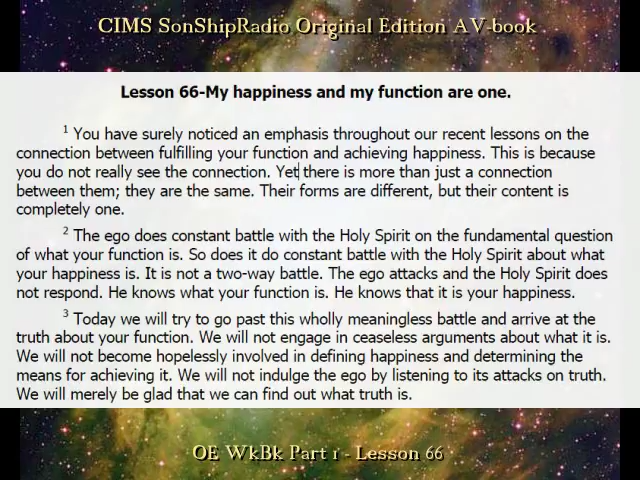 CIMS SonShipRadio Original Edition AV-book
Lesson 66-My happiness and my function are one.
1 You have surely noticed an emphasis throughout our recent lessons on the
connection between fulfilling your function and achieving happiness. This is because
you do not really see the connection. Yet there is more than just a connection
between them; they are the same. Their forms are different, but their content is
completely one.
2 The ego does constant battle with the Holy Spirit on the fundamental question
of what your function is. So does it do constant battle with the Holy Spirit about what
your happiness is. It is not a two-way battle. The ego attacks and the Holy Spirit does
not respond. He knows what your function is. He knows that it is your happiness.
3 Today we will try to go past this wholly meaningless battle and arrive at the
truth about your function. We will not engage in ceaseless arguments about what it is.
We will not become hopelessly involved in defining happiness and determining the
means for achieving it. We will not indulge the ego by listening to its attacks on truth.
We will merely be glad that we can find out what truth is.
OE WkBk Part 1 - Lesson 66